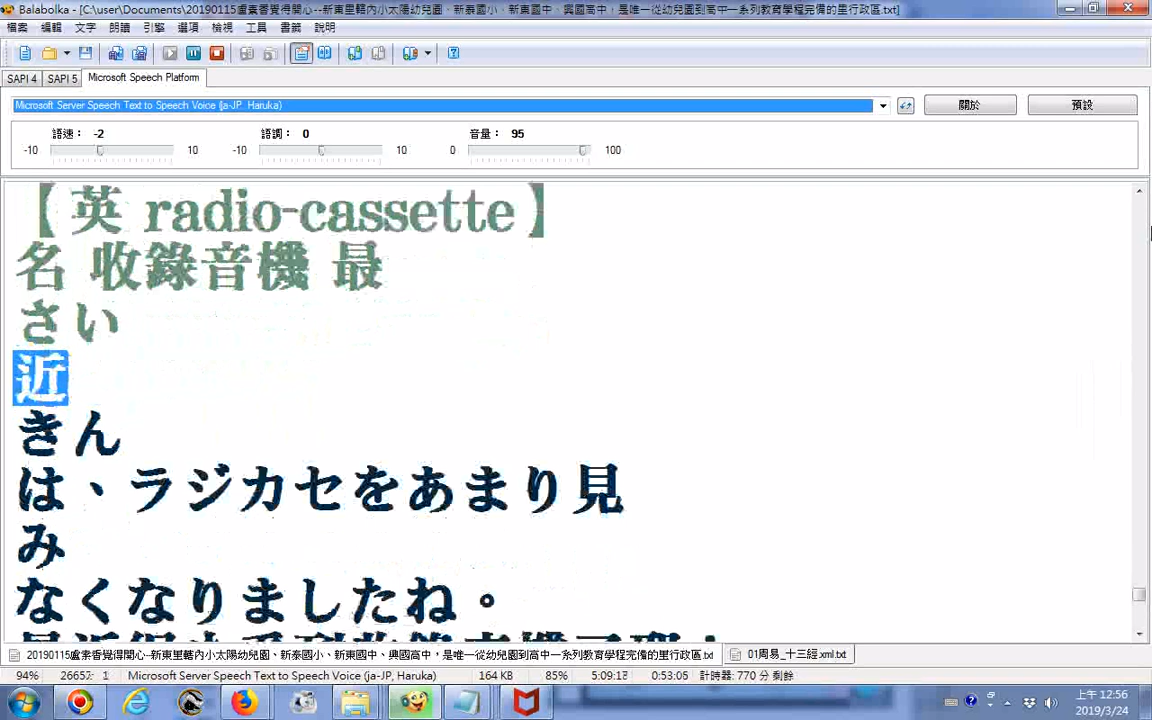 Balabolka - [C:\user\Documents\20190115盧素香覺得開心--新東里轄內小太陽幼兒園、新泰國小、新東國中、興國高中，是唯一從幼兒園到高中一系列教育學程完備的里行政區.txt]
檔案 編輯 文字 朗讀 引擎 選項 檢視 工具 書籤 說明
SAPI 4 SAPI 5 Microsoft Speech Platform
Microsoft Server Speech Text to Speech Voice (ja-JP, Haruka) 關於 預設
語速： -2 語調： 0 音量： 95
-10 10 -10 10 0 100
【英 radio-cassette】
名 收錄音機 最
さい
近
きん
は、ラジカセをあまり見
み
なくなりましたね。
20190115盧素香覺得開心--新東里轄內小太陽幼兒園、新泰國小、新東國中、興國高中，是唯一從幼兒園到高中一系列教育學程完備的里行政區.txt 01周易_十三經.txt
94% 26652: 1 Microsoft Server Speech Text to Speech Voice (ja-JP, Haruka) 164 KB 85% 5:09:18 0:53:05 計時器: 770 分 剩餘
上午 12:56
2019/3/24